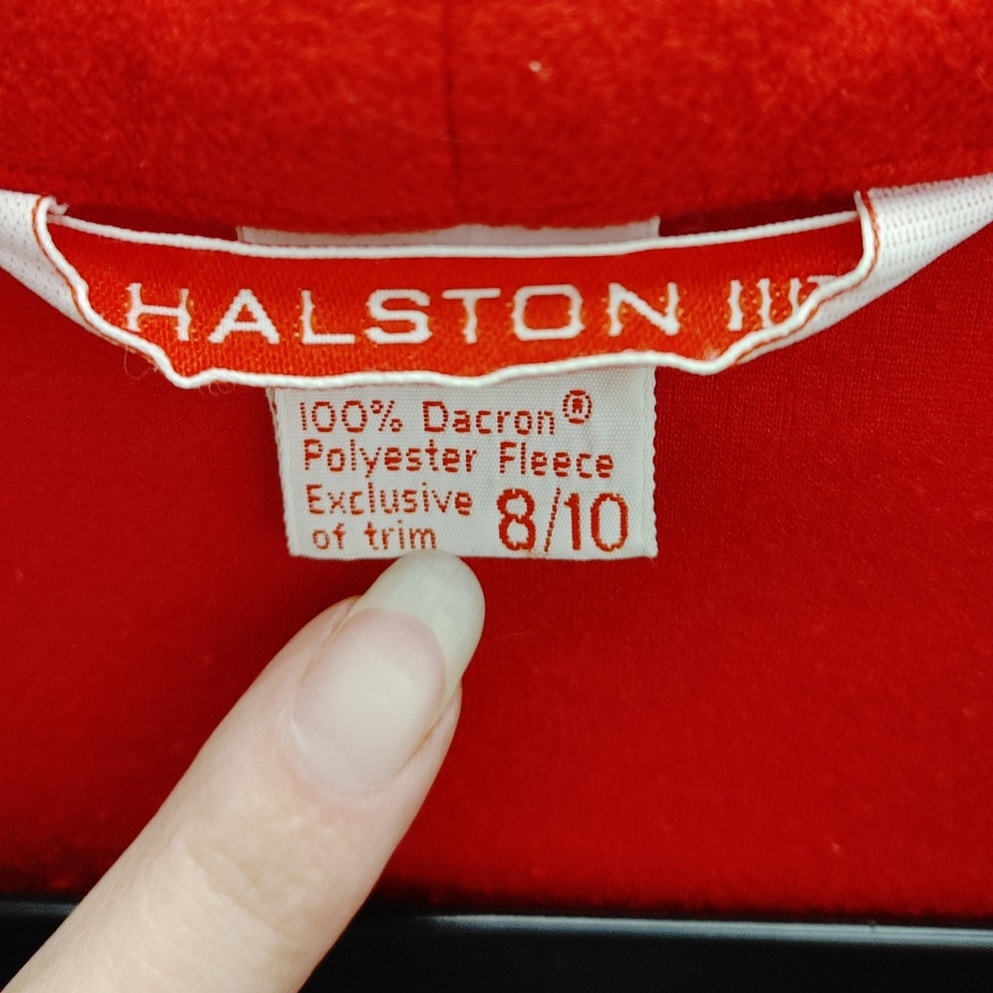 HALSTON III
100% Dacron®
Polyester Fleece
Exclusive
of trim 8/10